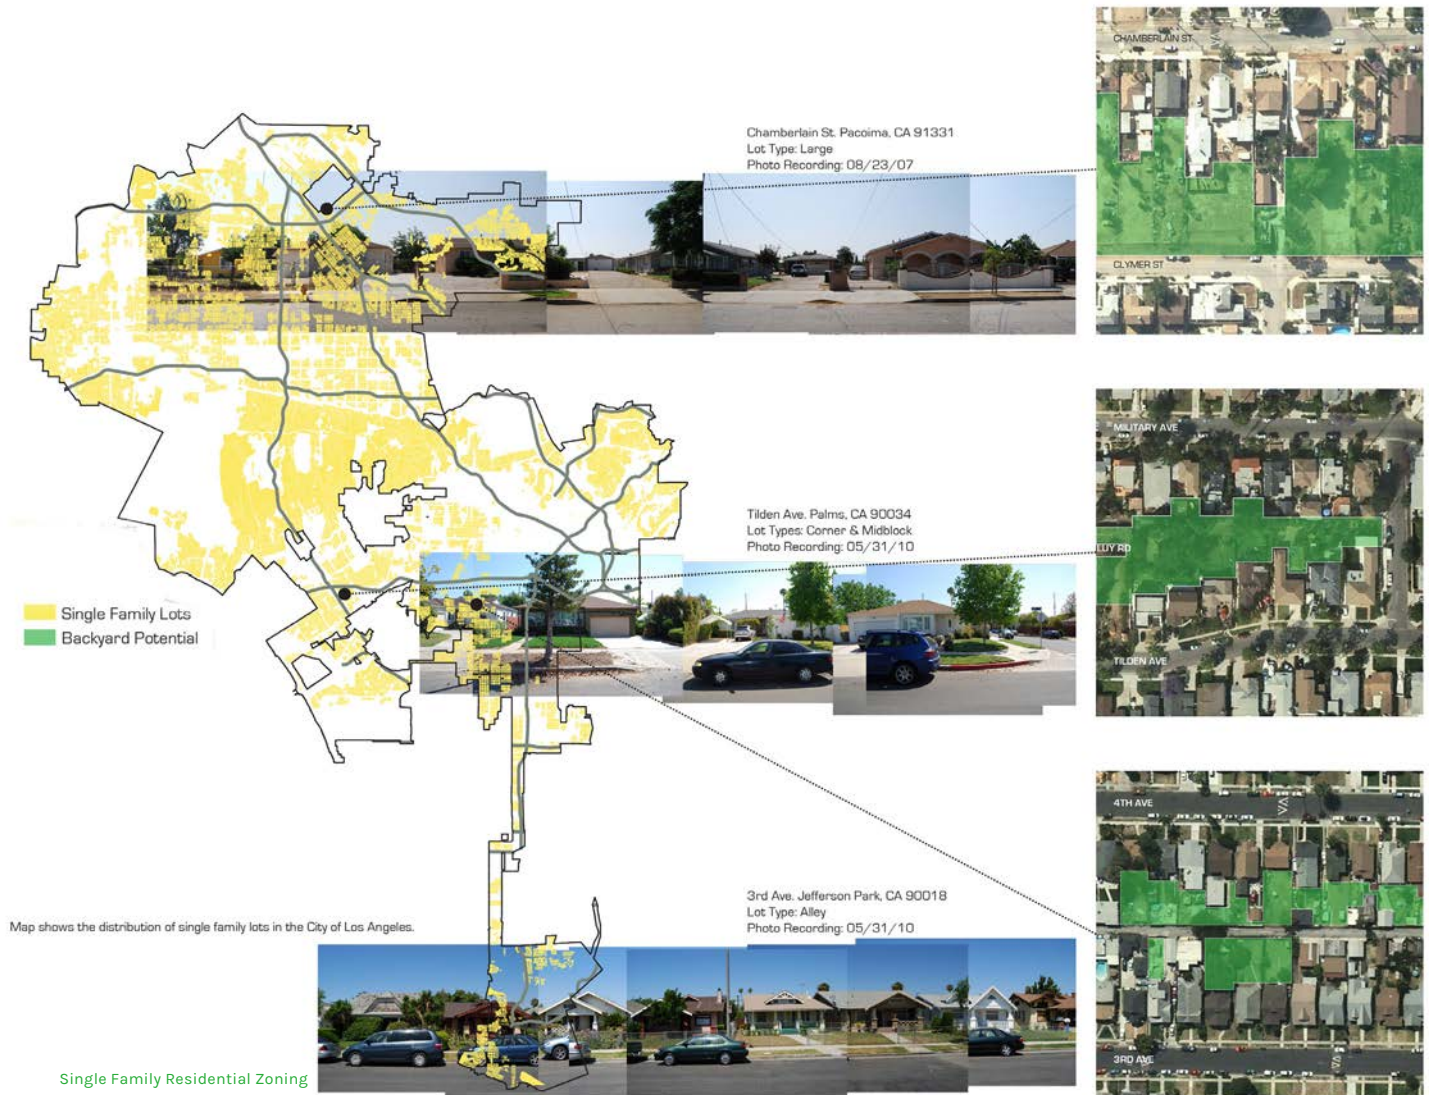 CHAMBERLAIN ST
Chamberlain St. Pacoima, CA 91331
Lot Type: Large
Photo Recording: 08/23/07
CLYMER ST
MILITARY AVE
Tilden Ave. Palms, CA 90034
Lot Types: Corner & Midblock
Photo Recording: 05/31/10
LUY RD
Single Family Lots
Backyard Potential
TILDEN AVE
4TH AVE
3rd Ave. Jefferson Park, CA 90018
Lot Type: Alley
Photo Recording: 05/31/10
Map shows the distribution of single family lots in the City of Los Angeles.
3RD AVE
Single Family Residential Zoning